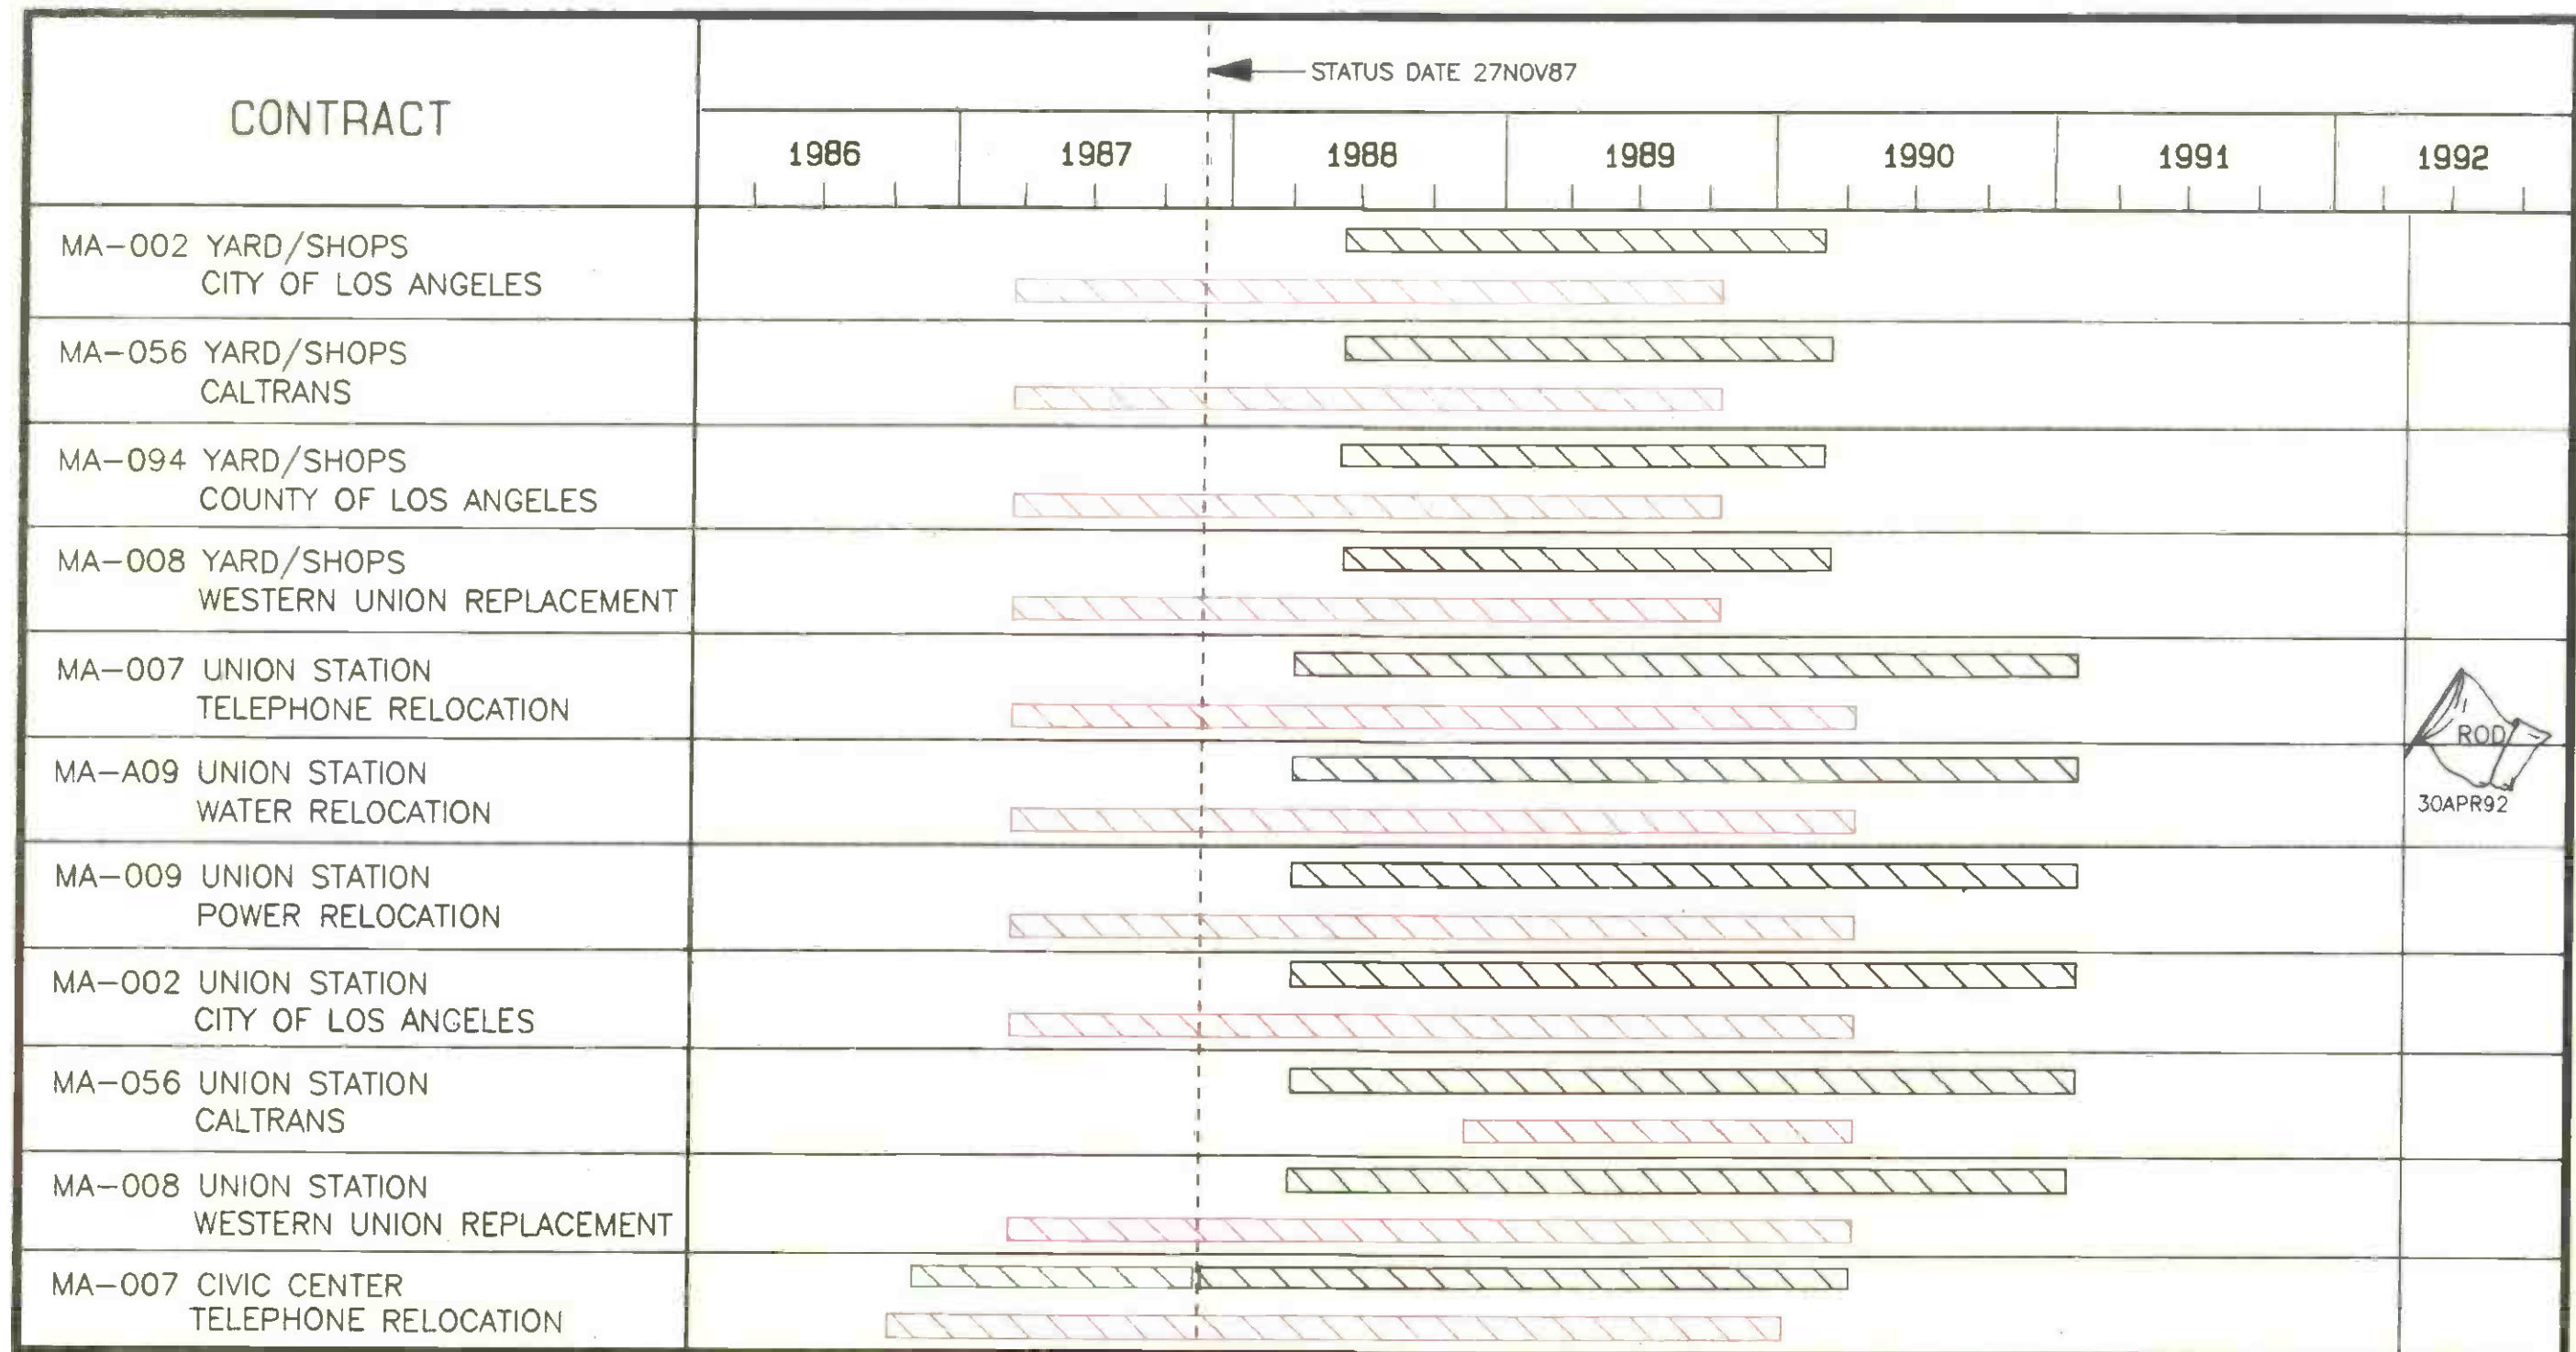 STATUS DATE 27NOV87
CONTRACT
1986 1987 1988 1989 1990 1991 1992
MA-002 YARD/SHOPS
CITY OF LOS ANGELES
MA-056 YARD/SHOPS
CALTRANS
MA-094 YARD/SHOPS
COUNTY OF LOS ANGELES
MA-008 YARD/SHOPS
WESTERN UNION REPLACEMENT
MA-007 UNION STATION
TELEPHONE RELOCATION
ROD
MA-A09 UNION STATION
WATER RELOCATION
30APR92
MA-009 UNION STATION
POWER RELOCATION
MA-002 UNION STATION
CITY OF LOS ANGELES
MA-056 UNION STATION
CALTRANS
MA-008 UNION STATION
WESTERN UNION REPLACEMENT
MA-007 CIVIC CENTER
TELEPHONE RELOCATION